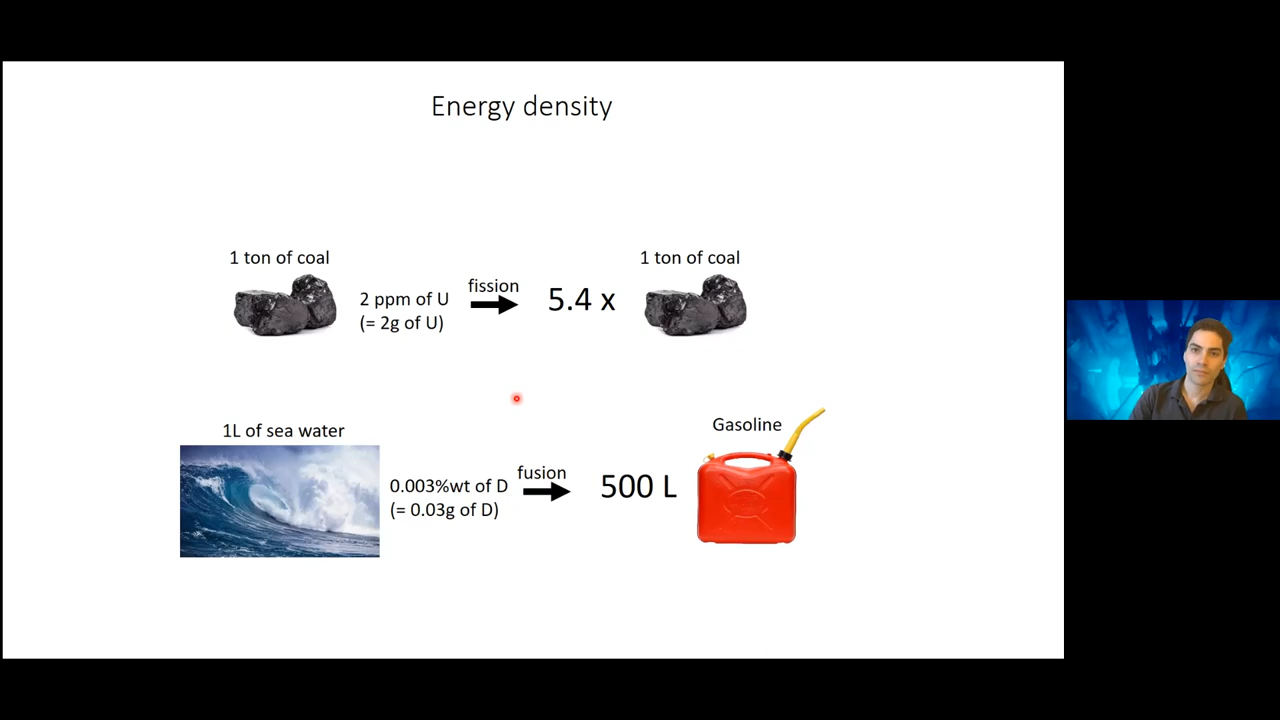 Energy density
1 ton of coal
2 ppm of U
(= 2g of U)
fission
5.4 x
1 ton of coal
1L of sea water
0.003%wt of D
(= 0.03g of D)
fusion
500 L
Gasoline